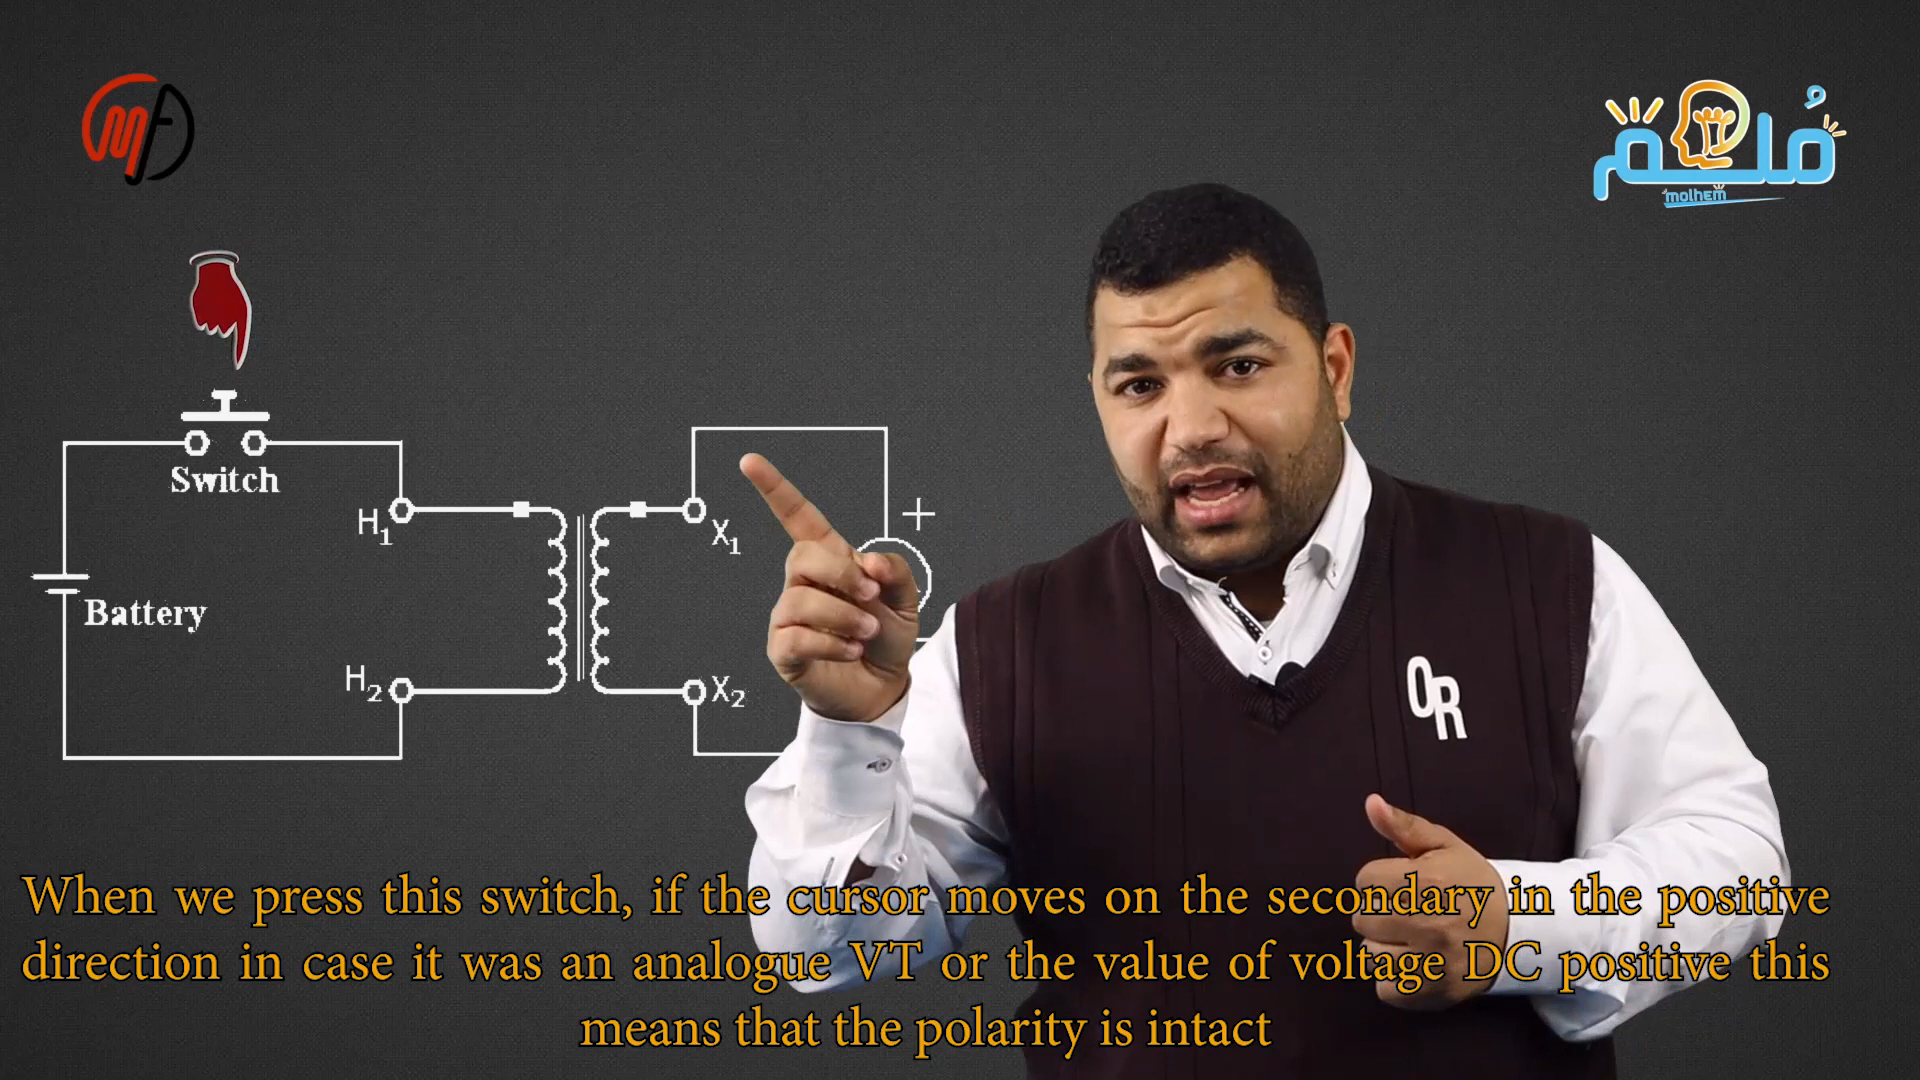 مُلهم
molhem
Switch
H1
X1
+
Battery
H2
X2
OR
When we press this switch, if the cursor moves on the secondary in the positive
direction in case it was an analogue VT or the value of voltage DC positive this
means that the polarity is intact